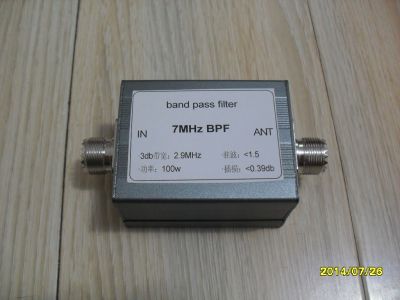 band pass filter
7MHz BPF
IN ANT
3db带宽: 2.9MHz ·驻波: <1.5
·功率: 100w ·插损: <0.39db
2014/07/26